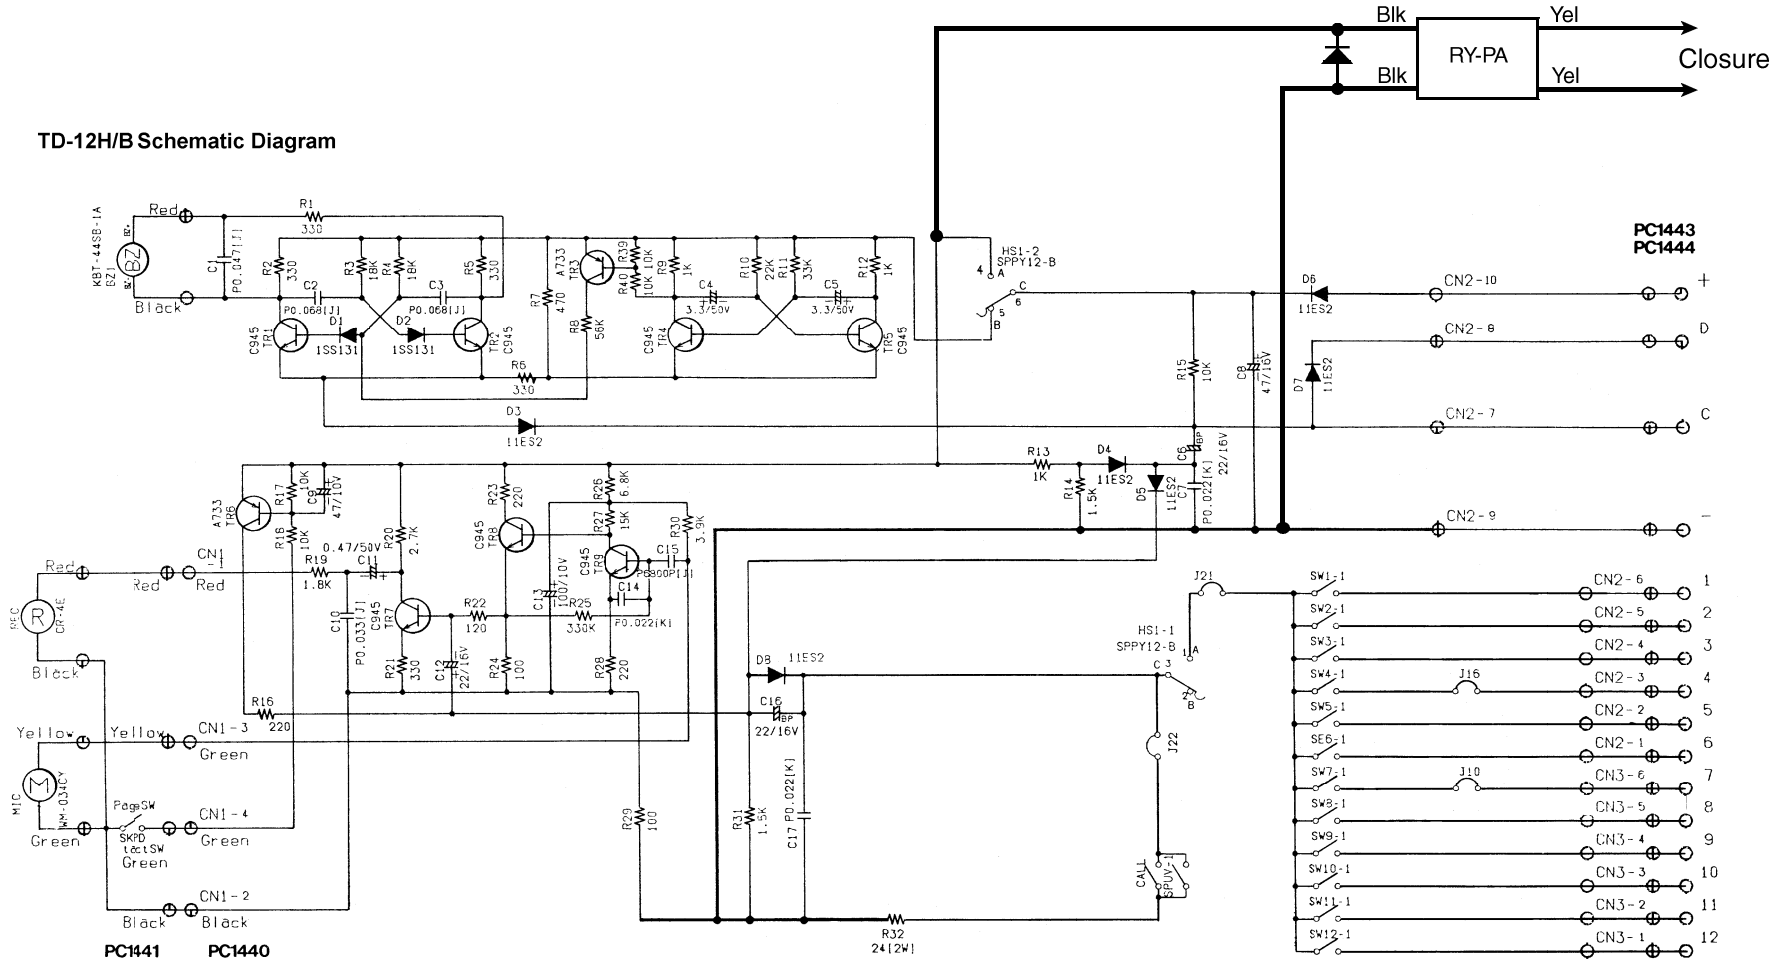 Blk
Yel
RY-PA
Closure
Blk
Yel
TD-12H/B Schematic Diagram
KBT-44SB-1A
BZ1
BZ+
BZ
BZ-
Red
Black
C1
P0.047[J]
R1
330
R2
330
R3
18K
R4
18K
R5
330
C2
P0.068[J]
C3
P0.068[J]
D1
1SS131
D2
1SS131
C945
TR1
TR2
C945
R6
330
R7
470
A733
TR3
R8
56K
R39
10K
R40
10K
R9
1K
C4
3.3/50V
R10
22K
R11
33K
C5
3.3/50V
R12
1K
C945
TR4
TR5
C945
D3
11ES2
HS1-2
SPPY12-B
4 A
C
6
5
B
PC1443
PC1444
D6
11ES2
CN2-10
+
CN2-8
D
D7
11ES2
CN2-7
C
CN2-9
-
R15
10K
C8
47/16V
C6
BP
22/16V
C7
P0.022[K]
R13
1K
R14
1.5K
D4
11ES2
D5
11ES2
A733
TR6
R17
10K
C9
47/10V
R18
10K
R20
2.7K
R23
220
C945
TR8
R26
6.8K
R27
15K
R30
3.9K
C945
TR9
C15
P6800P[J]
C14
P0.022[K]
C13
100/10V
R25
330K
R22
120
R24
100
R28
220
0.47/50V
C11
R19
1.8K
C10
P0.033[J]
C945
TR7
R21
330
C12
22/16V
R16
220
Red
Red
CN1
-1
Red
REC
R
CR-4E
Black
Yellow
Yellow
CN1-3
Green
MIC
M
WM-034CY
Green
PageSW
SKPD
tactSW
Green
CN1-4
Green
CN1-2
Black
Black
PC1441
PC1440
R29
100
D8
11ES2
C16
BP
22/16V
R31
1.5K
C17 P0.022[K]
R32
24[2W]
J21
HS1-1
SPPY12-B
1 A
C 3
2
B
J22
CALL
SPUV-1
SW1-1
CN2-6
1
SW2-1
CN2-5
2
SW3-1
CN2-4
3
SW4-1
J16
CN2-3
4
SW5-1
CN2-2
5
SE6-1
CN2-1
6
SW7-1
J10
CN3-6
7
SW8-1
CN3-5
8
SW9-1
CN3-4
9
SW10-1
CN3-3
10
SW11-1
CN3-2
11
SW12-1
CN3-1
12